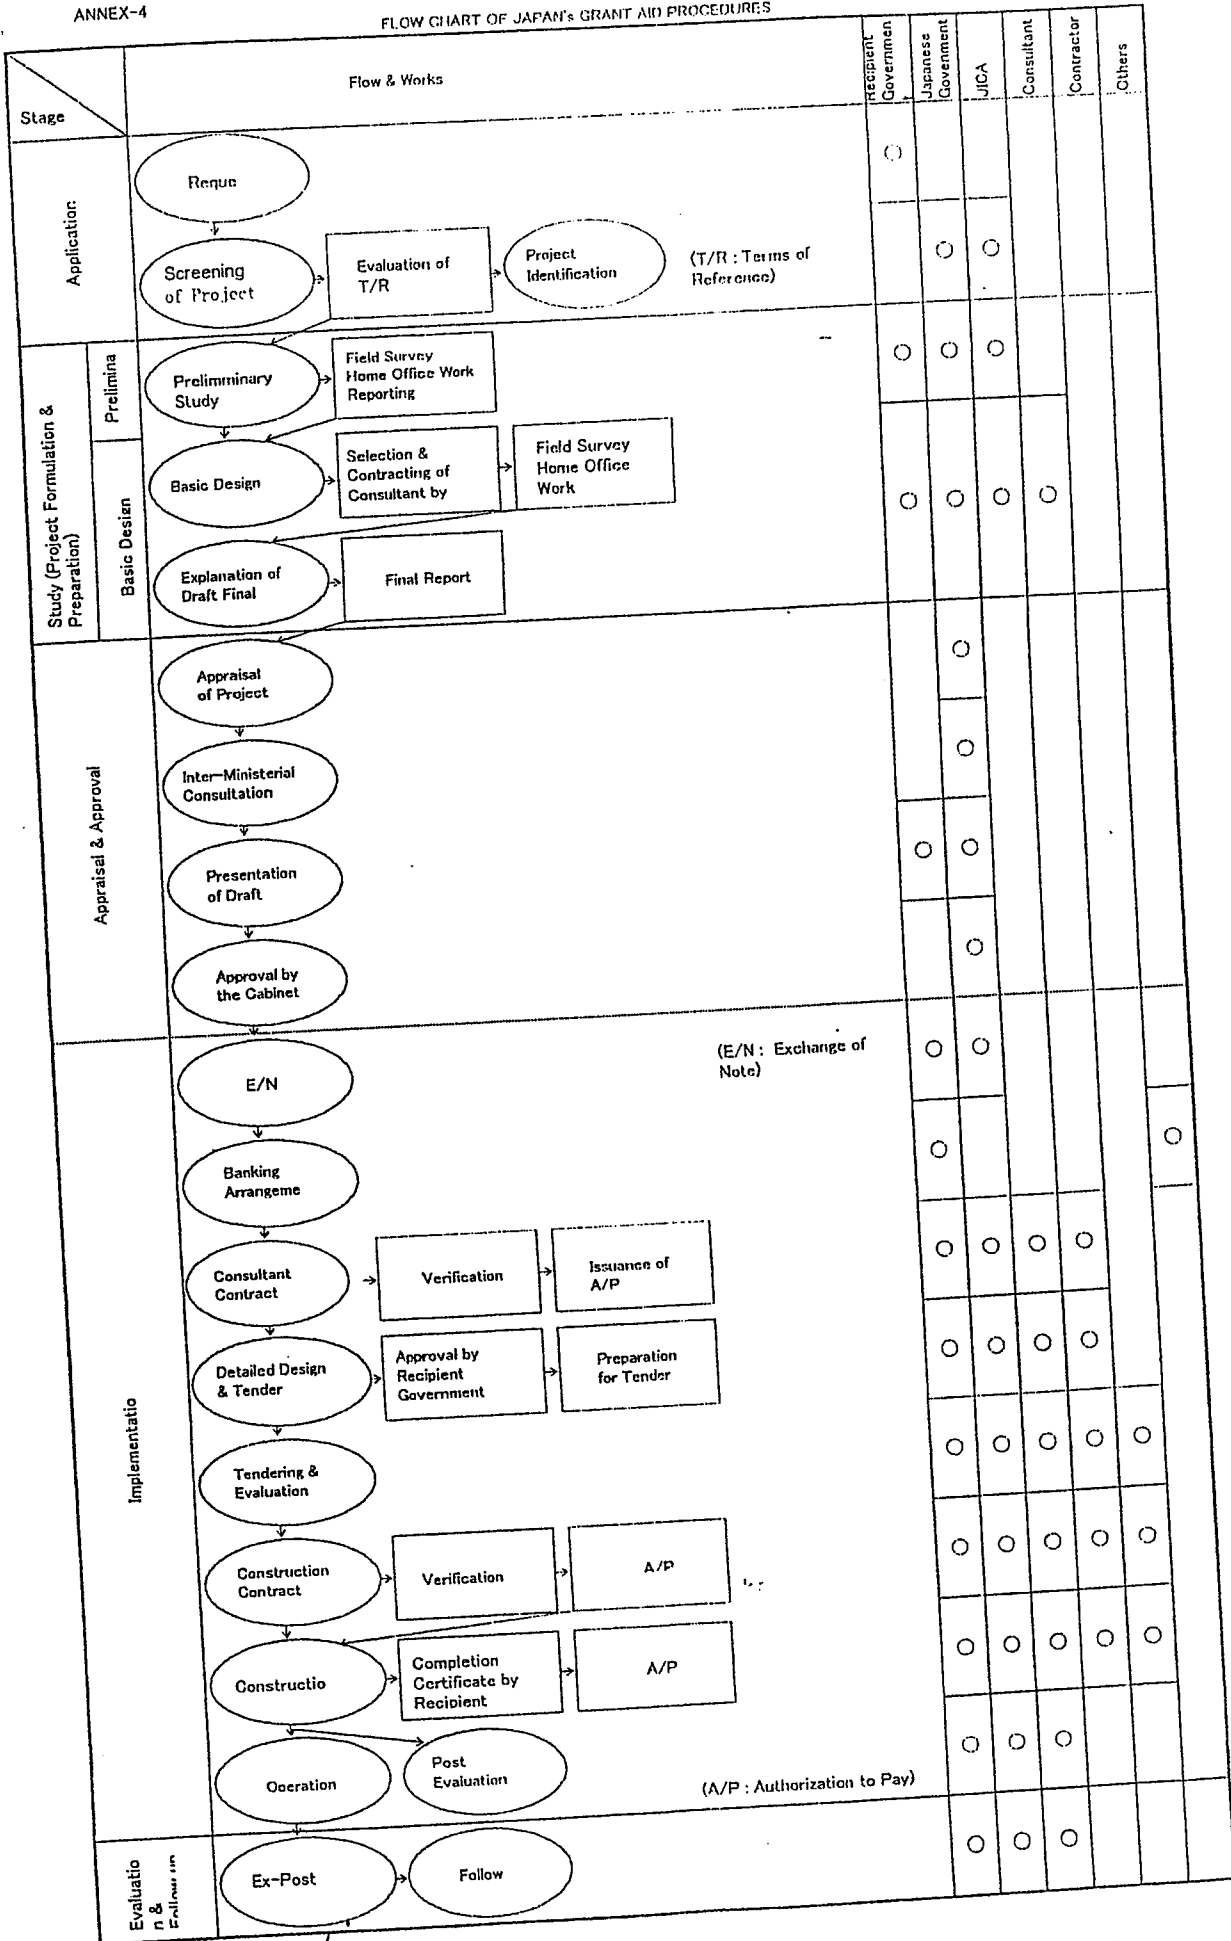 ANNEX-4
FLOW CHART OF JAPAN's GRANT AID PROCEDURES
Stage
Flow & Works
Recipient
Governmen
Japanese
Govenment
JICA
Consultant
Contractor
Others
Application
Reque
Screening
of Project
Evaluation of
T/R
Project
Identification
(T/R : Terms of
Reference)
Study (Project Formulation &
Preparation)
Prelimina
Prelimminary
Study
Field Survey
Home Office Work
Reporting
Basic Design
Basic Design
Selection &
Contracting of
Consultant by
Field Survey
Home Office
Work
Explanation of
Draft Final
Final Report
Appraisal & Approval
Appraisal
of Project
Inter-Ministerial
Consultation
Presentation
of Draft
Approval by
the Cabinet
Implementatio
E/N
(E/N : Exchange of
Note)
Banking
Arrangeme
Consultant
Contract
Verification
Issuance of
A/P
Detailed Design
& Tender
Approval by
Recipient
Government
Preparation
for Tender
Tendering &
Evaluation
Construction
Contract
Verification
A/P
Constructio
Completion
Certificate by
Recipient
A/P
Operation
Post
Evaluation
(A/P : Authorization to Pay)
Evaluatio
n &
Follow up
Ex-Post
Follow